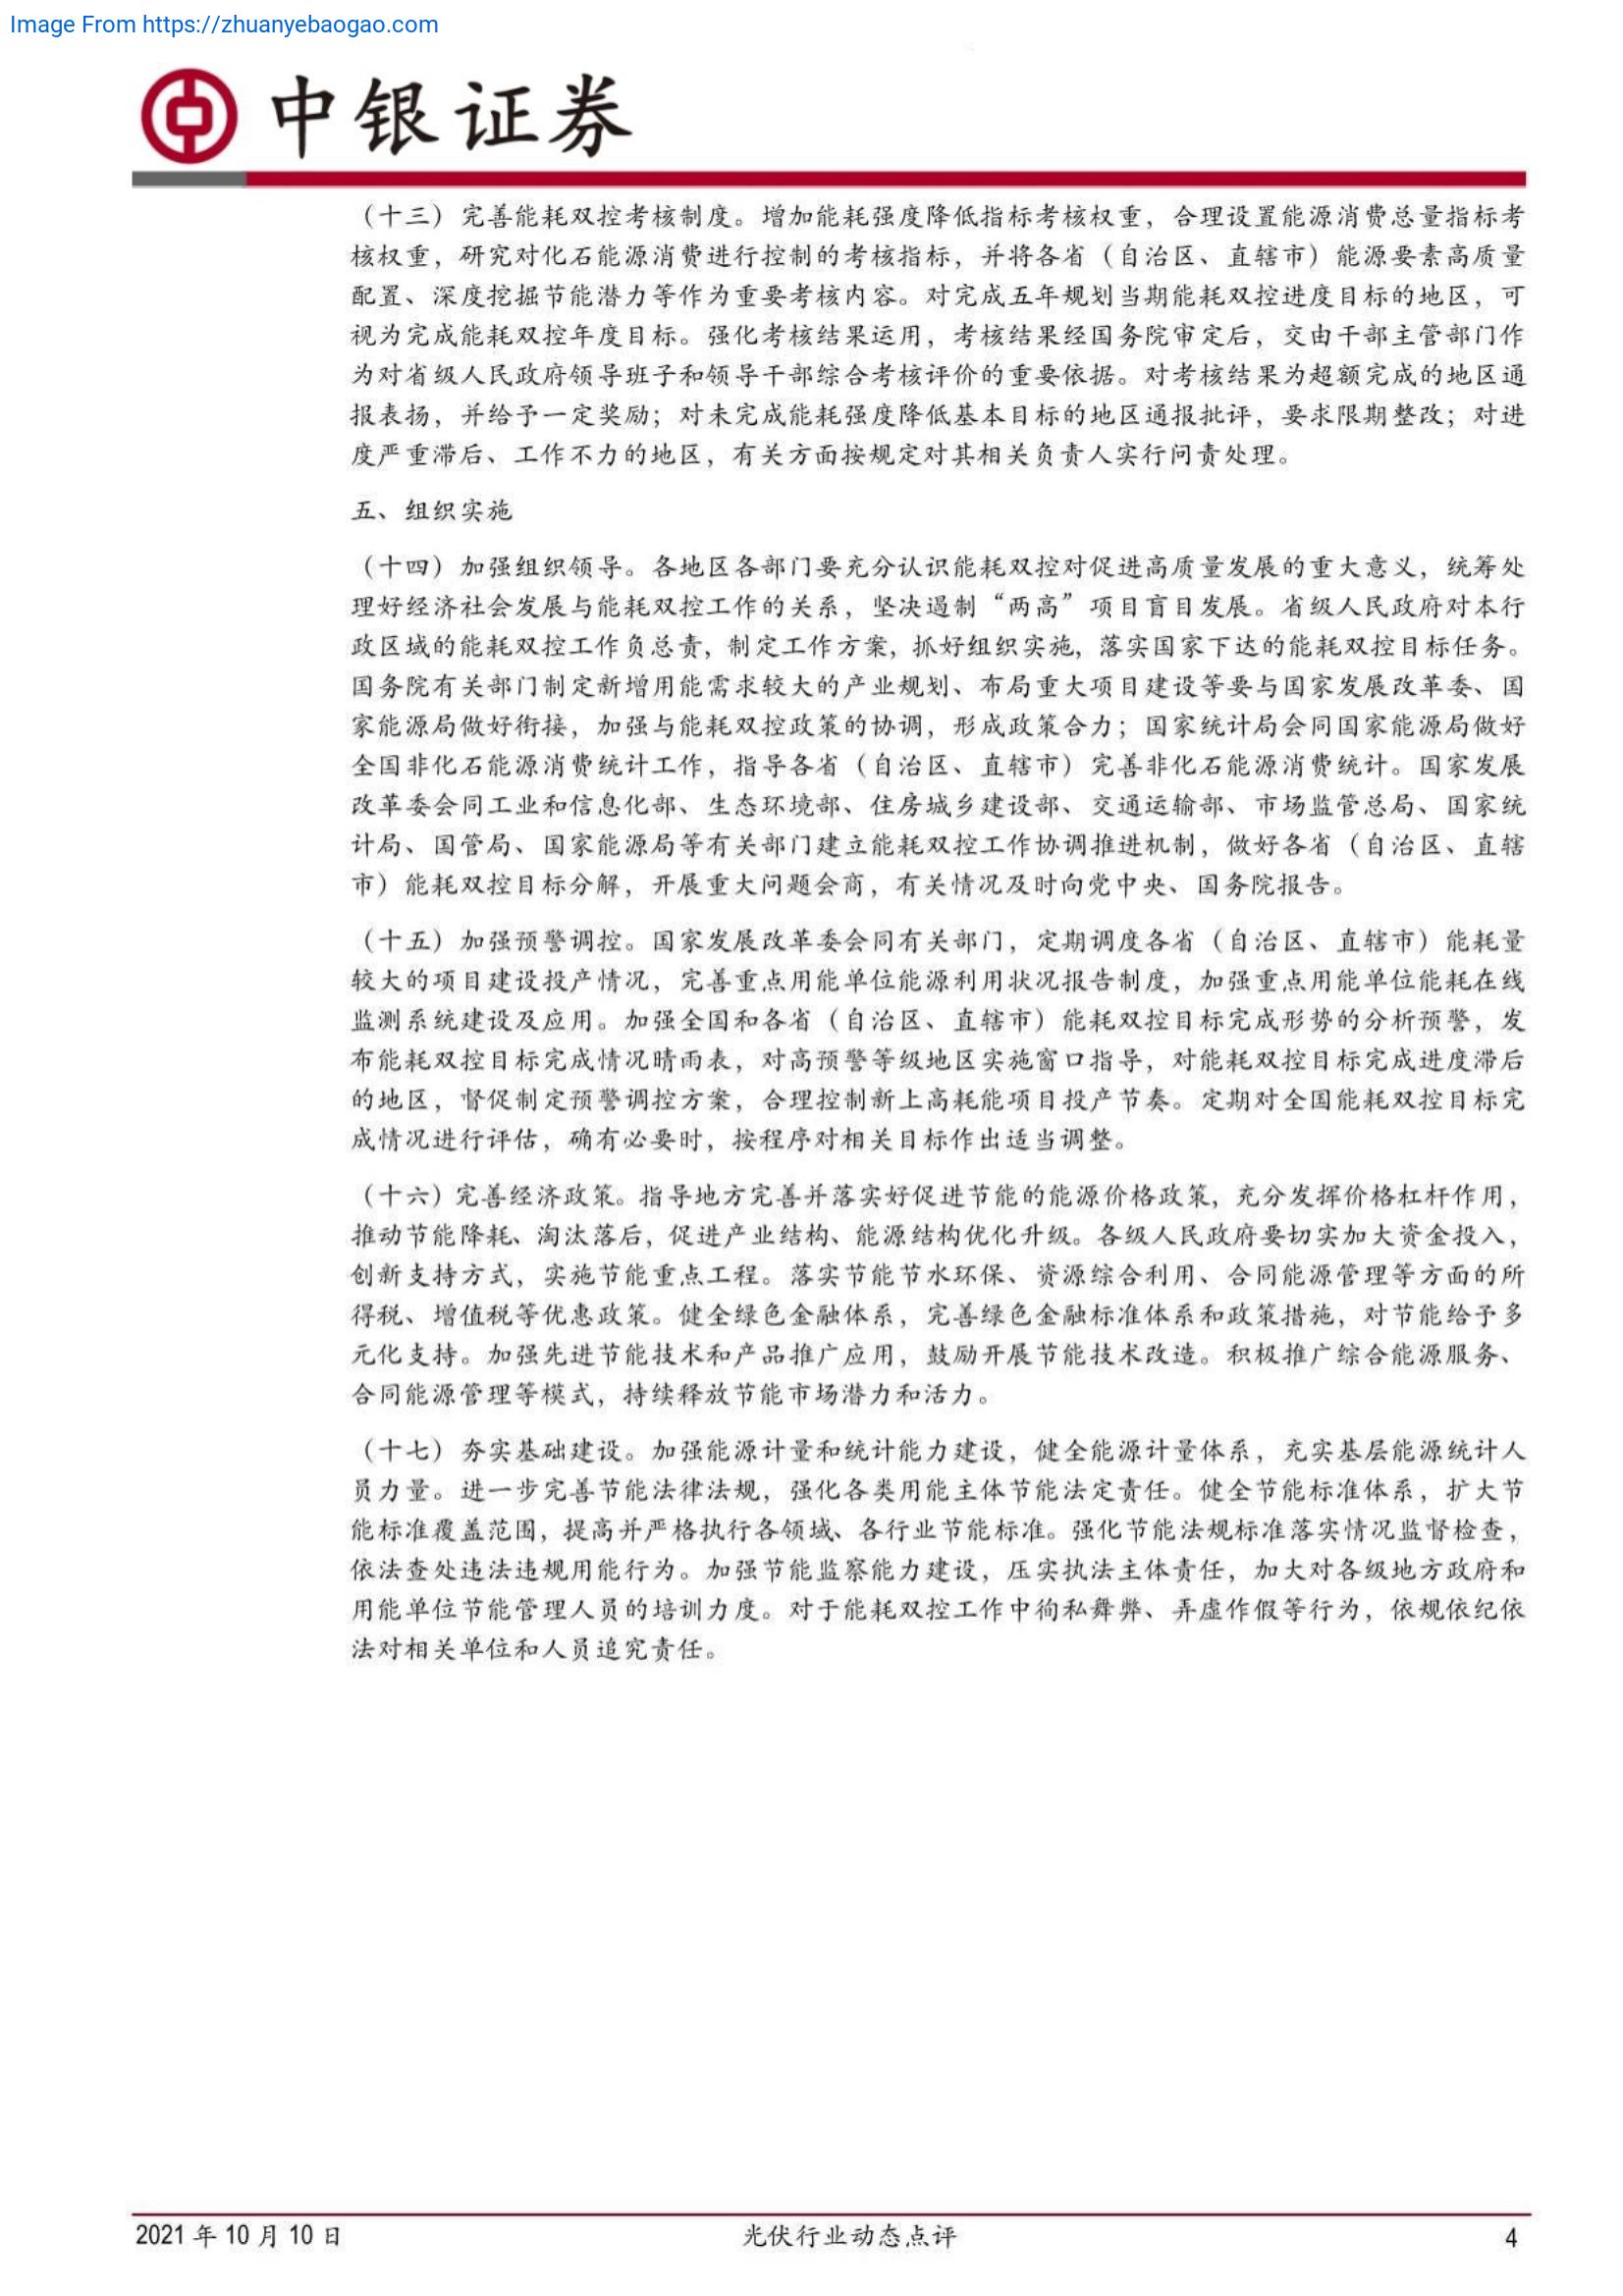 Image From https://zhuanyebaogao.com
中银证券
（十三）完善能耗双控考核制度。增加能耗强度降低指标考核权重，合理设置能源消费总量指标考
核权重，研究对化石能源消费进行控制的考核指标，并将各省（自治区、直辖市）能源要素高质量
配置、深度挖掘节能潜力等作为重要考核内容。对完成五年规划当期能耗双控进度目标的地区，可
视为完成能耗双控年度目标。强化考核结果运用，考核结果经国务院审定后，交由干部主管部门作
为对省级人民政府领导班子和领导干部综合考核评价的重要依据。对考核结果为超额完成的地区通
报表扬，并给予一定奖励；对未完成能耗强度降低基本目标的地区通报批评，要求限期整改；对进
度严重滞后、工作不力的地区，有关方面按规定对其相关负责人实行问责处理。
五、组织实施
（十四）加强组织领导。各地区各部门要充分认识能耗双控对促进高质量发展的重大意义，统筹处
理好经济社会发展与能耗双控工作的关系，坚决遏制“两高”项目盲目发展。省级人民政府对本行
政区域的能耗双控工作负总责，制定工作方案，抓好组织实施，落实国家下达的能耗双控目标任务。
国务院有关部门制定新增用能需求较大的产业规划、布局重大项目建设等要与国家发展改革委、国
家能源局做好衔接，加强与能耗双控政策的协调，形成政策合力；国家统计局会同国家能源局做好
全国非化石能源消费统计工作，指导各省（自治区、直辖市）完善非化石能源消费统计。国家发展
改革委会同工业和信息化部、生态环境部、住房城乡建设部、交通运输部、市场监管总局、国家统
计局、国管局、国家能源局等有关部门建立能耗双控工作协调推进机制，做好各省（自治区、直辖
市）能耗双控目标分解，开展重大问题会商，有关情况及时向党中央、国务院报告。
（十五）加强预警调控。国家发展改革委会同有关部门，定期调度各省（自治区、直辖市）能耗量
较大的项目建设投产情况，完善重点用能单位能源利用状况报告制度，加强重点用能单位能耗在线
监测系统建设及应用。加强全国和各省（自治区、直辖市）能耗双控目标完成形势的分析预警，发
布能耗双控目标完成情况晴雨表，对高预警等级地区实施窗口指导，对能耗双控目标完成进度滞后
的地区，督促制定预警调控方案，合理控制新上高耗能项目投产节奏。定期对全国能耗双控目标完
成情况进行评估，确有必要时，按程序对相关目标作出适当调整。
（十六）完善经济政策。指导地方完善并落实好促进节能的能源价格政策，充分发挥价格杠杆作用，
推动节能降耗、淘汰落后，促进产业结构、能源结构优化升级。各级人民政府要切实加大资金投入，
创新支持方式，实施节能重点工程。落实节能节水环保、资源综合利用、合同能源管理等方面的所
得税、增值税等优惠政策。健全绿色金融体系，完善绿色金融标准体系和政策措施，对节能给予多
元化支持。加强先进节能技术和产品推广应用，鼓励开展节能技术改造。积极推广综合能源服务、
合同能源管理等模式，持续释放节能市场潜力和活力。
（十七）夯实基础建设。加强能源计量和统计能力建设，健全能源计量体系，充实基层能源统计人
员力量。进一步完善节能法律法规，强化各类用能主体节能法定责任。健全节能标准体系，扩大节
能标准覆盖范围，提高并严格执行各领域、各行业节能标准。强化节能法规标准落实情况监督检查，
依法查处违法违规用能行为。加强节能监察能力建设，压实执法主体责任，加大对各级地方政府和
用能单位节能管理人员的培训力度。对于能耗双控工作中徇私舞弊、弄虚作假等行为，依规依纪依
法对相关单位和人员追究责任。
2021 年 10 月 10 日
光伏行业动态点评
4